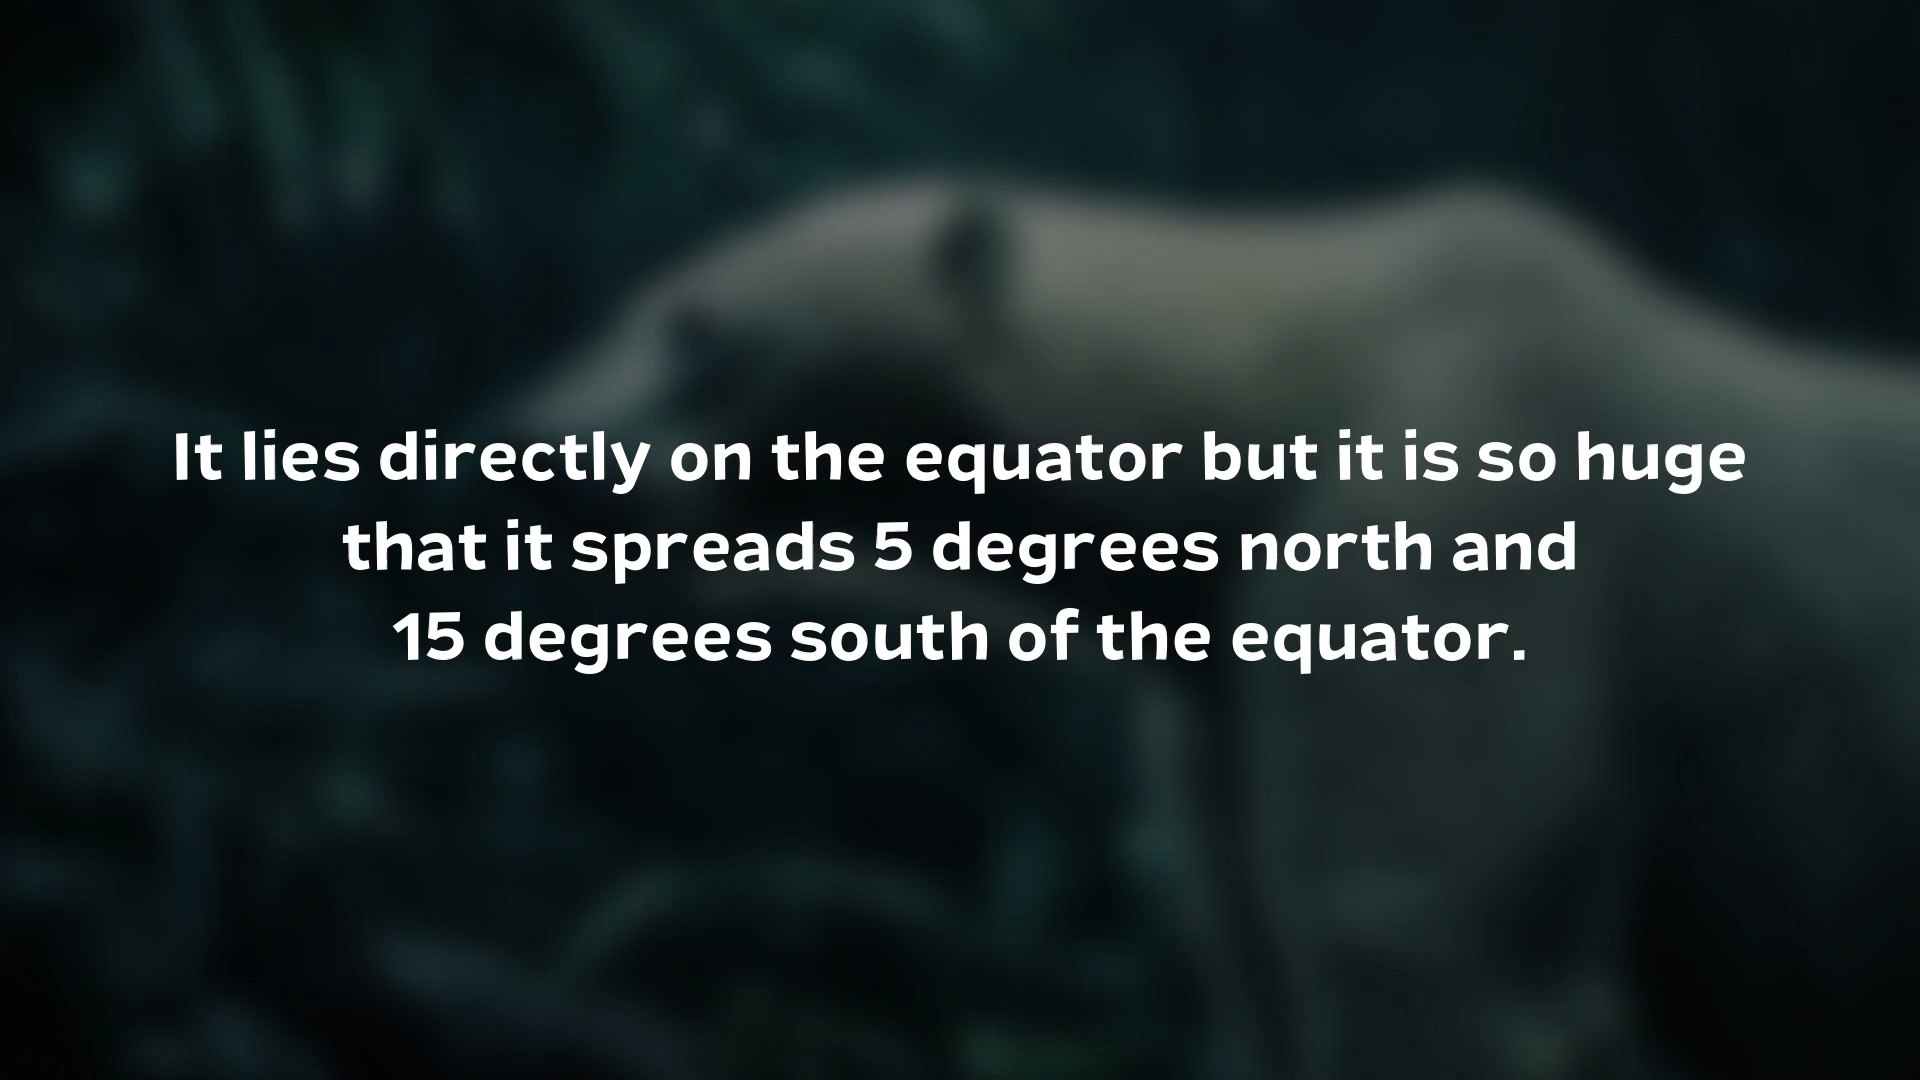 It lies directly on the equator but it is so huge
that it spreads 5 degrees north and
15 degrees south of the equator.